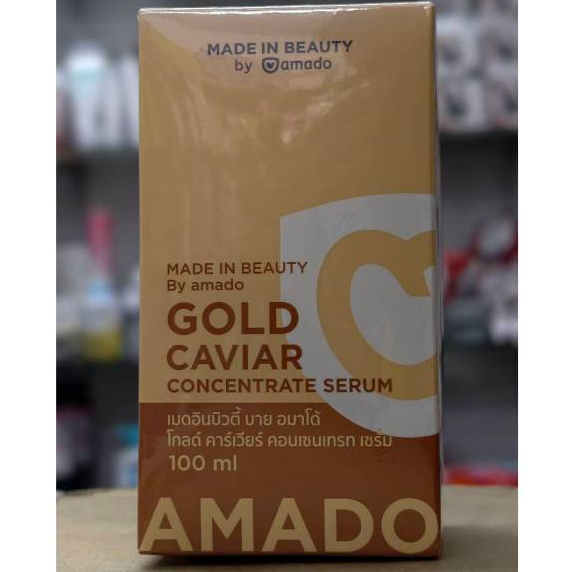 MADE IN BEAUTY
by amado
MADE IN BEAUTY
By amado
GOLD
CAVIAR
CONCENTRATE SERUM
เมดอินบิวตี้ บาย อมาโด้
โกลด์ คาร์เวียร์ คอนเซนเทรท เซรั่ม
100 ml
AMADO